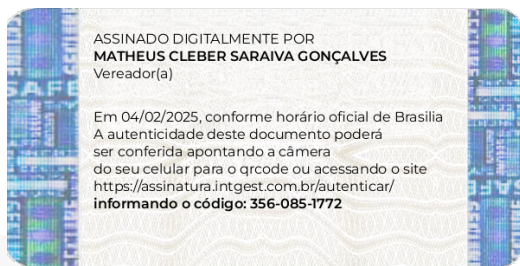 ASSINADO DIGITALMENTE POR
MATHEUS CLEBER SARAIVA GONÇALVES
Vereador(a)
Em 04/02/2025, conforme horário oficial de Brasilia
A autenticidade deste documento poderá
ser conferida apontando a câmera
do seu celular para o qrcode ou acessando o site
https://assinatura.intgest.com.br/autenticar/
informando o código: 356-085-1772